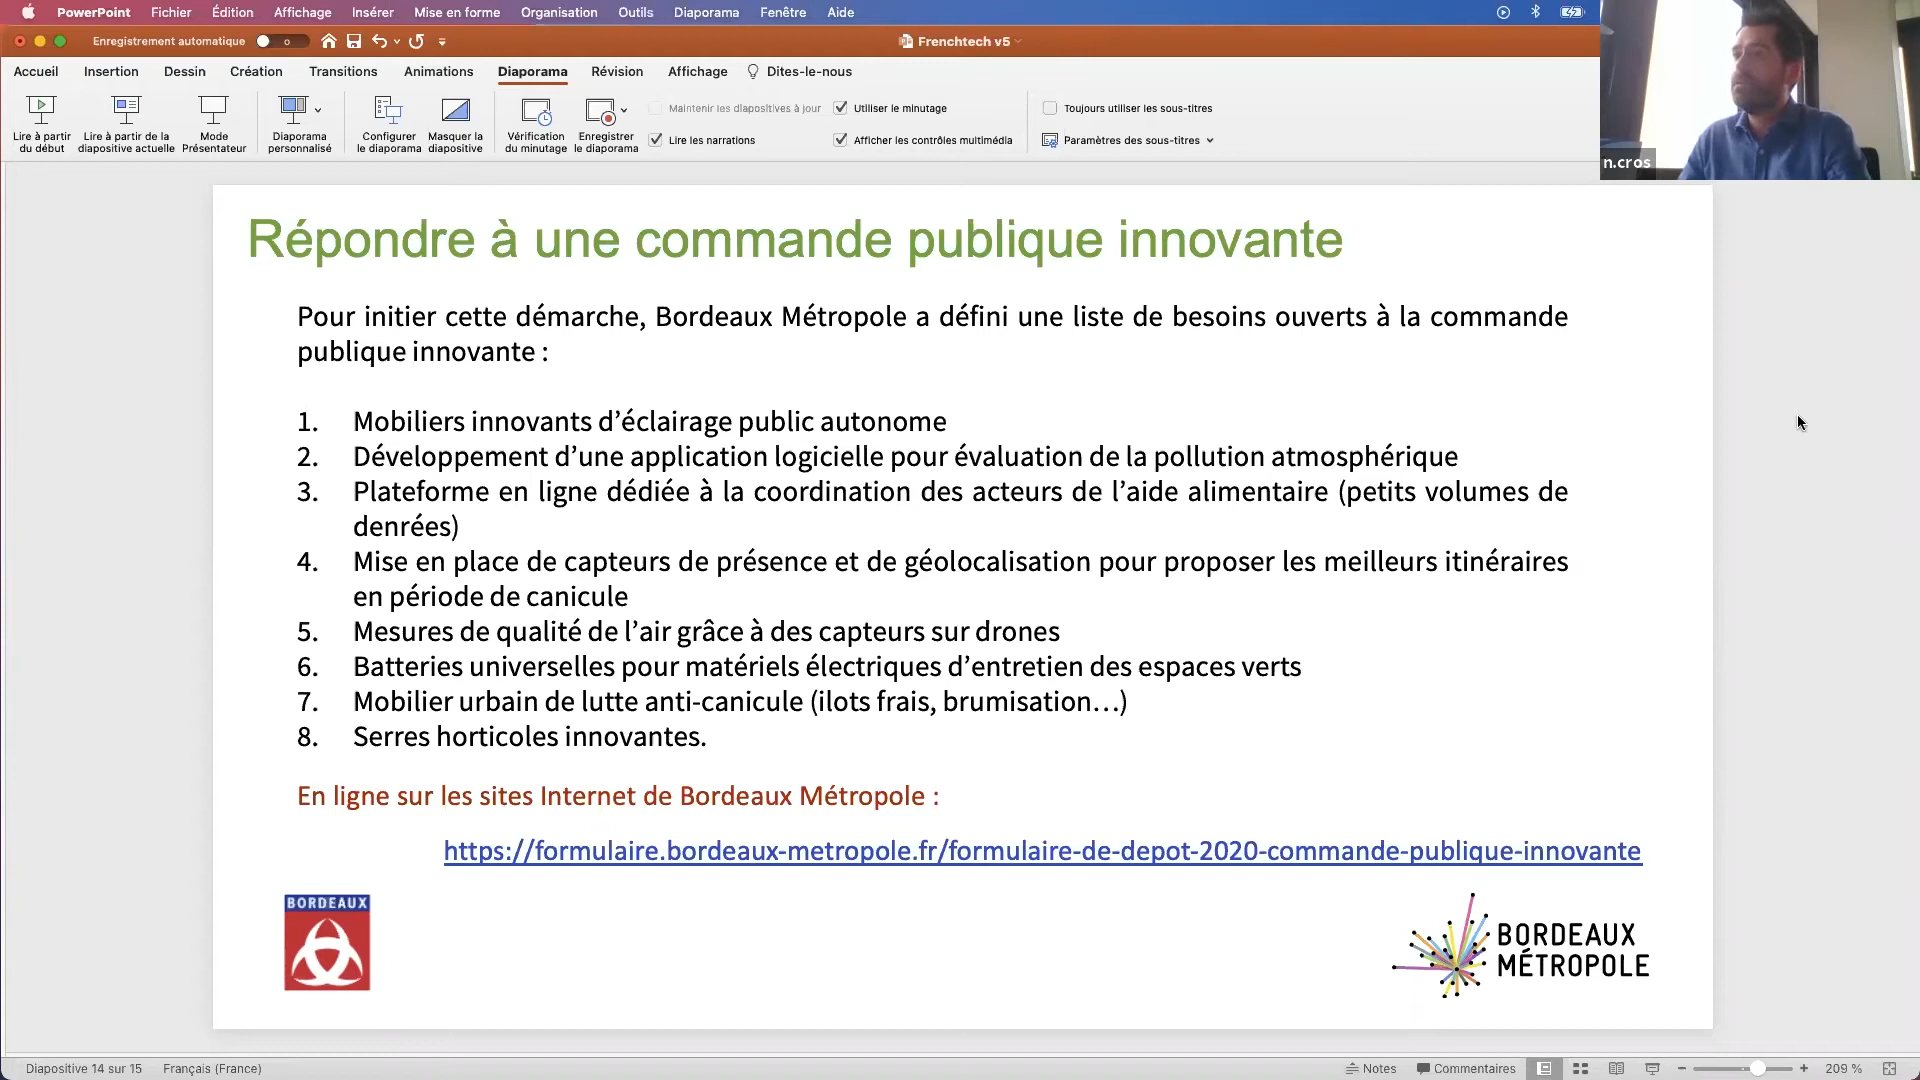 PowerPoint Fichier Édition Affichage Insérer Mise en forme Organisation Outils Diaporama Fenêtre Aide
Enregistrement automatique
Frenchtech v5
Accueil Insertion Dessin Création Transitions Animations Diaporama Révision Affichage Dites-le-nous
Lire à partir du début
Lire à partir de la diapositive actuelle
Mode Présentateur
Diaporama personnalisé
Configurer le diaporama
Masquer la diapositive
Vérification du minutage
Enregistrer le diaporama
Maintenir les diapositives à jour
Utiliser le minutage
Lire les narrations
Afficher les contrôles multimédia
Toujours utiliser les sous-titres
Paramètres des sous-titres
n.cros
Répondre à une commande publique innovante
Pour initier cette démarche, Bordeaux Métropole a défini une liste de besoins ouverts à la commande
publique innovante :
1. Mobiliers innovants d’éclairage public autonome
2. Développement d’une application logicielle pour évaluation de la pollution atmosphérique
3. Plateforme en ligne dédiée à la coordination des acteurs de l’aide alimentaire (petits volumes de
denrées)
4. Mise en place de capteurs de présence et de géolocalisation pour proposer les meilleurs itinéraires
en période de canicule
5. Mesures de qualité de l’air grâce à des capteurs sur drones
6. Batteries universelles pour matériels électriques d’entretien des espaces verts
7. Mobilier urbain de lutte anti-canicule (ilots frais, brumisation…)
8. Serres horticoles innovantes.
En ligne sur les sites Internet de Bordeaux Métropole :
https://formulaire.bordeaux-metropole.fr/formulaire-de-depot-2020-commande-publique-innovante
BORDEAUX
BORDEAUX
MÉTROPOLE
Diapositive 14 sur 15 Français (France) Notes Commentaires 209 %